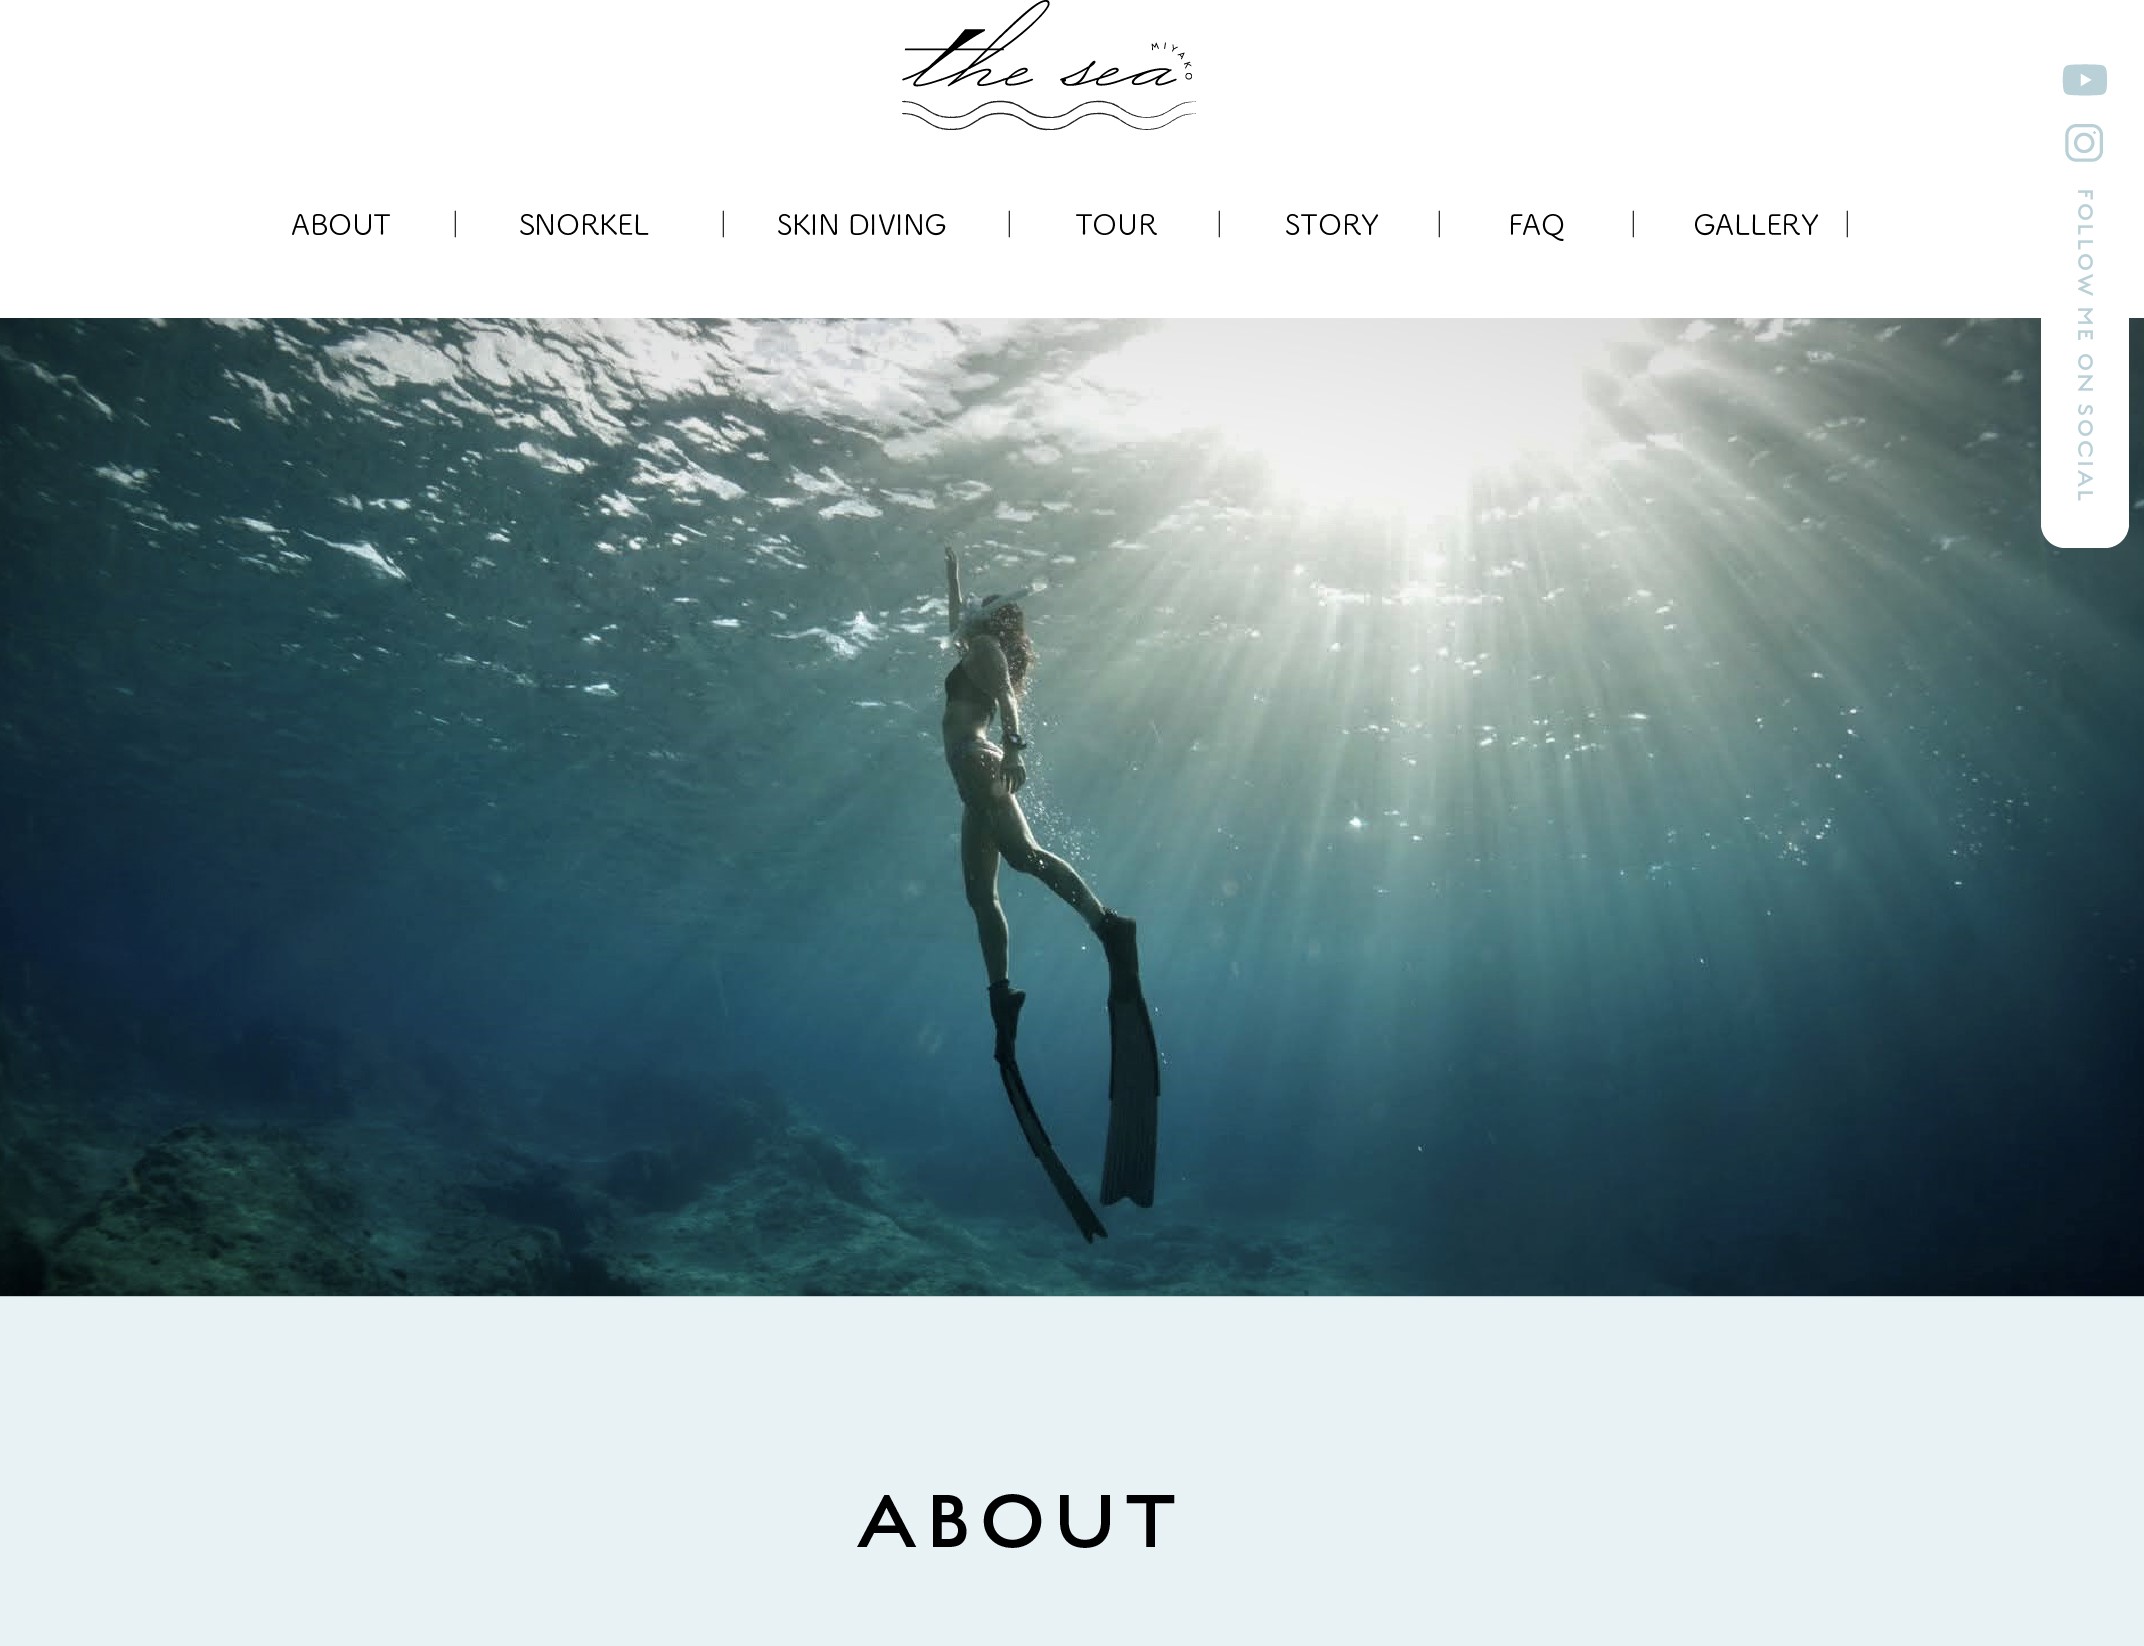 the sea
MIYAKO
ABOUT | SNORKEL | SKIN DIVING | TOUR | STORY | FAQ | GALLERY |
FOLLOW ME ON SOCIAL
ABOUT